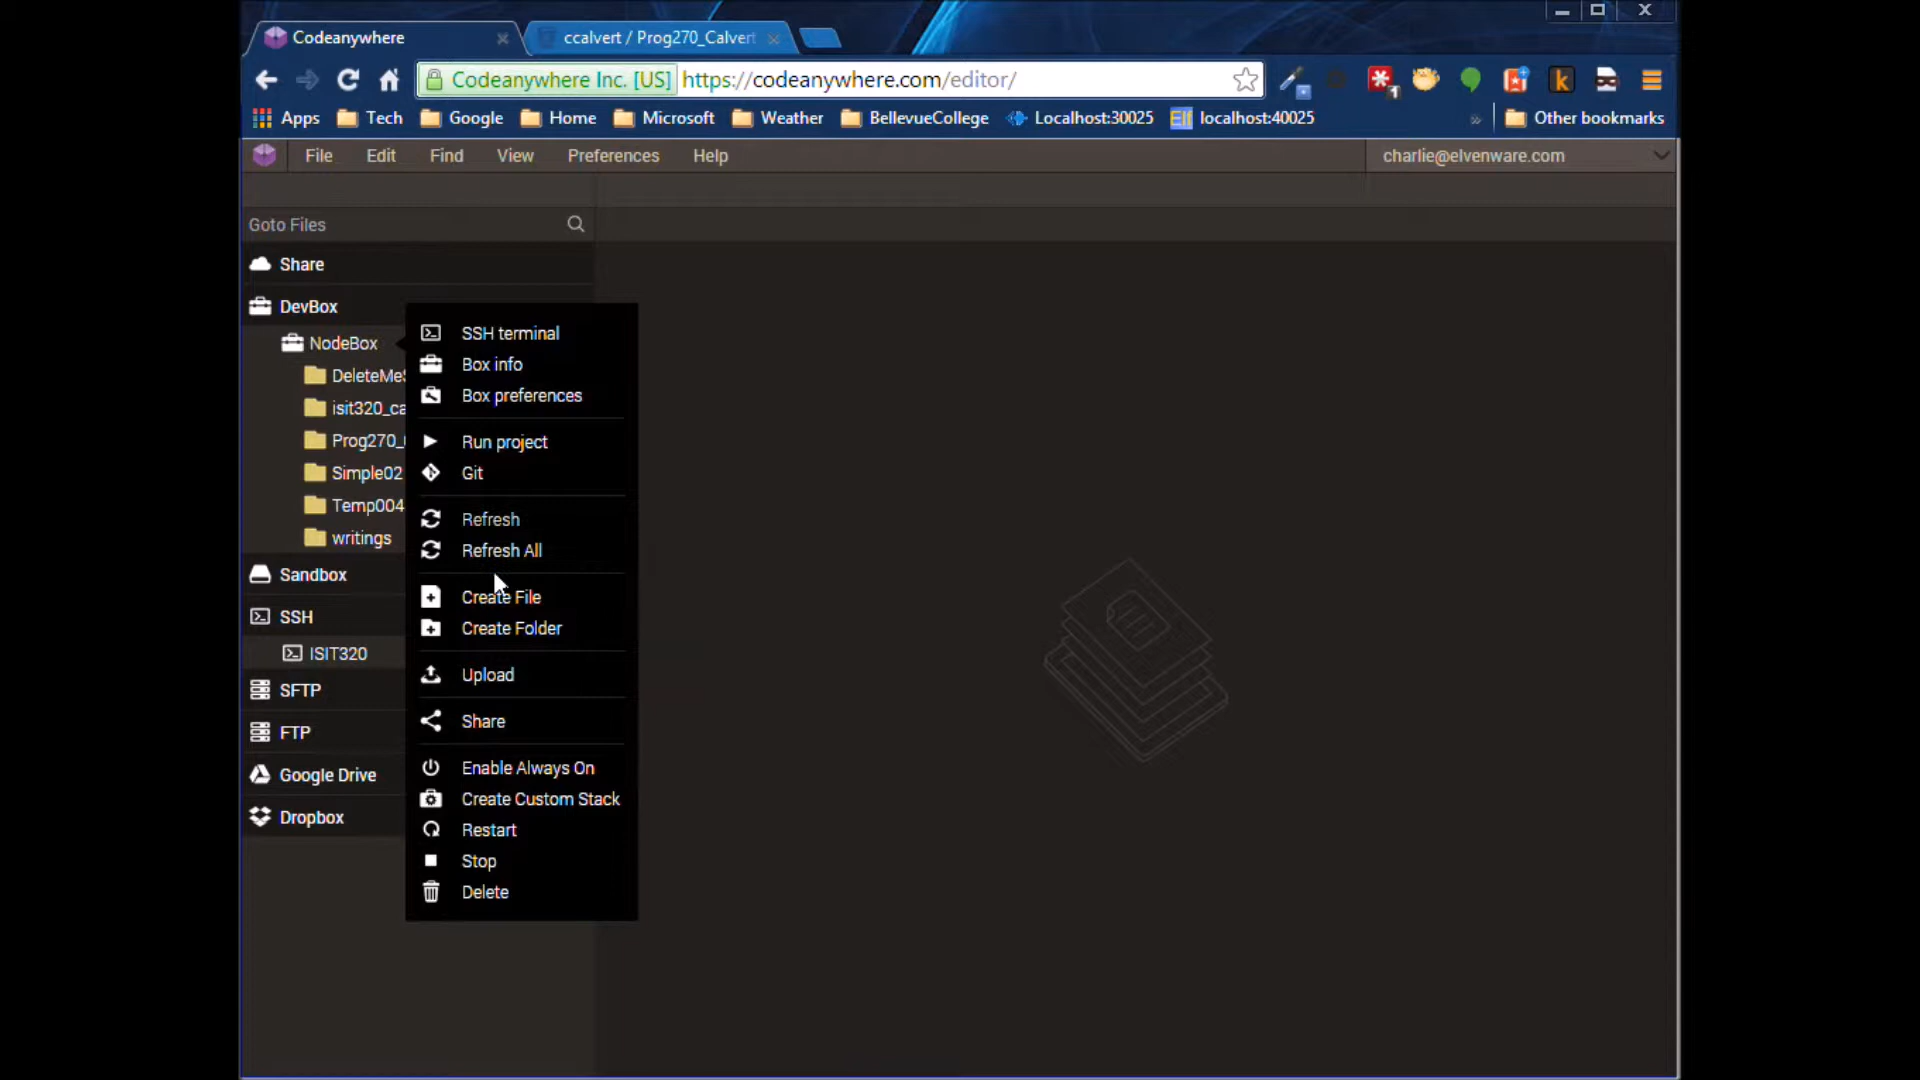 Codeanywhere
ccalvert / Prog270_Calvert
Codeanywhere Inc. [US] https://codeanywhere.com/editor/
Apps Tech Google Home Microsoft Weather BellevueCollege Localhost:30025 Elf localhost:40025 » Other bookmarks
File Edit Find View Preferences Help charlie@elvenware.com
Goto Files
Share
DevBox
NodeBox
DeleteMe
isit320_ca
Prog270_
Simple02
Temp004
writings
Sandbox
SSH
ISIT320
SFTP
FTP
Google Drive
Dropbox
SSH terminal
Box info
Box preferences
Run project
Git
Refresh
Refresh All
Create File
Create Folder
Upload
Share
Enable Always On
Create Custom Stack
Restart
Stop
Delete